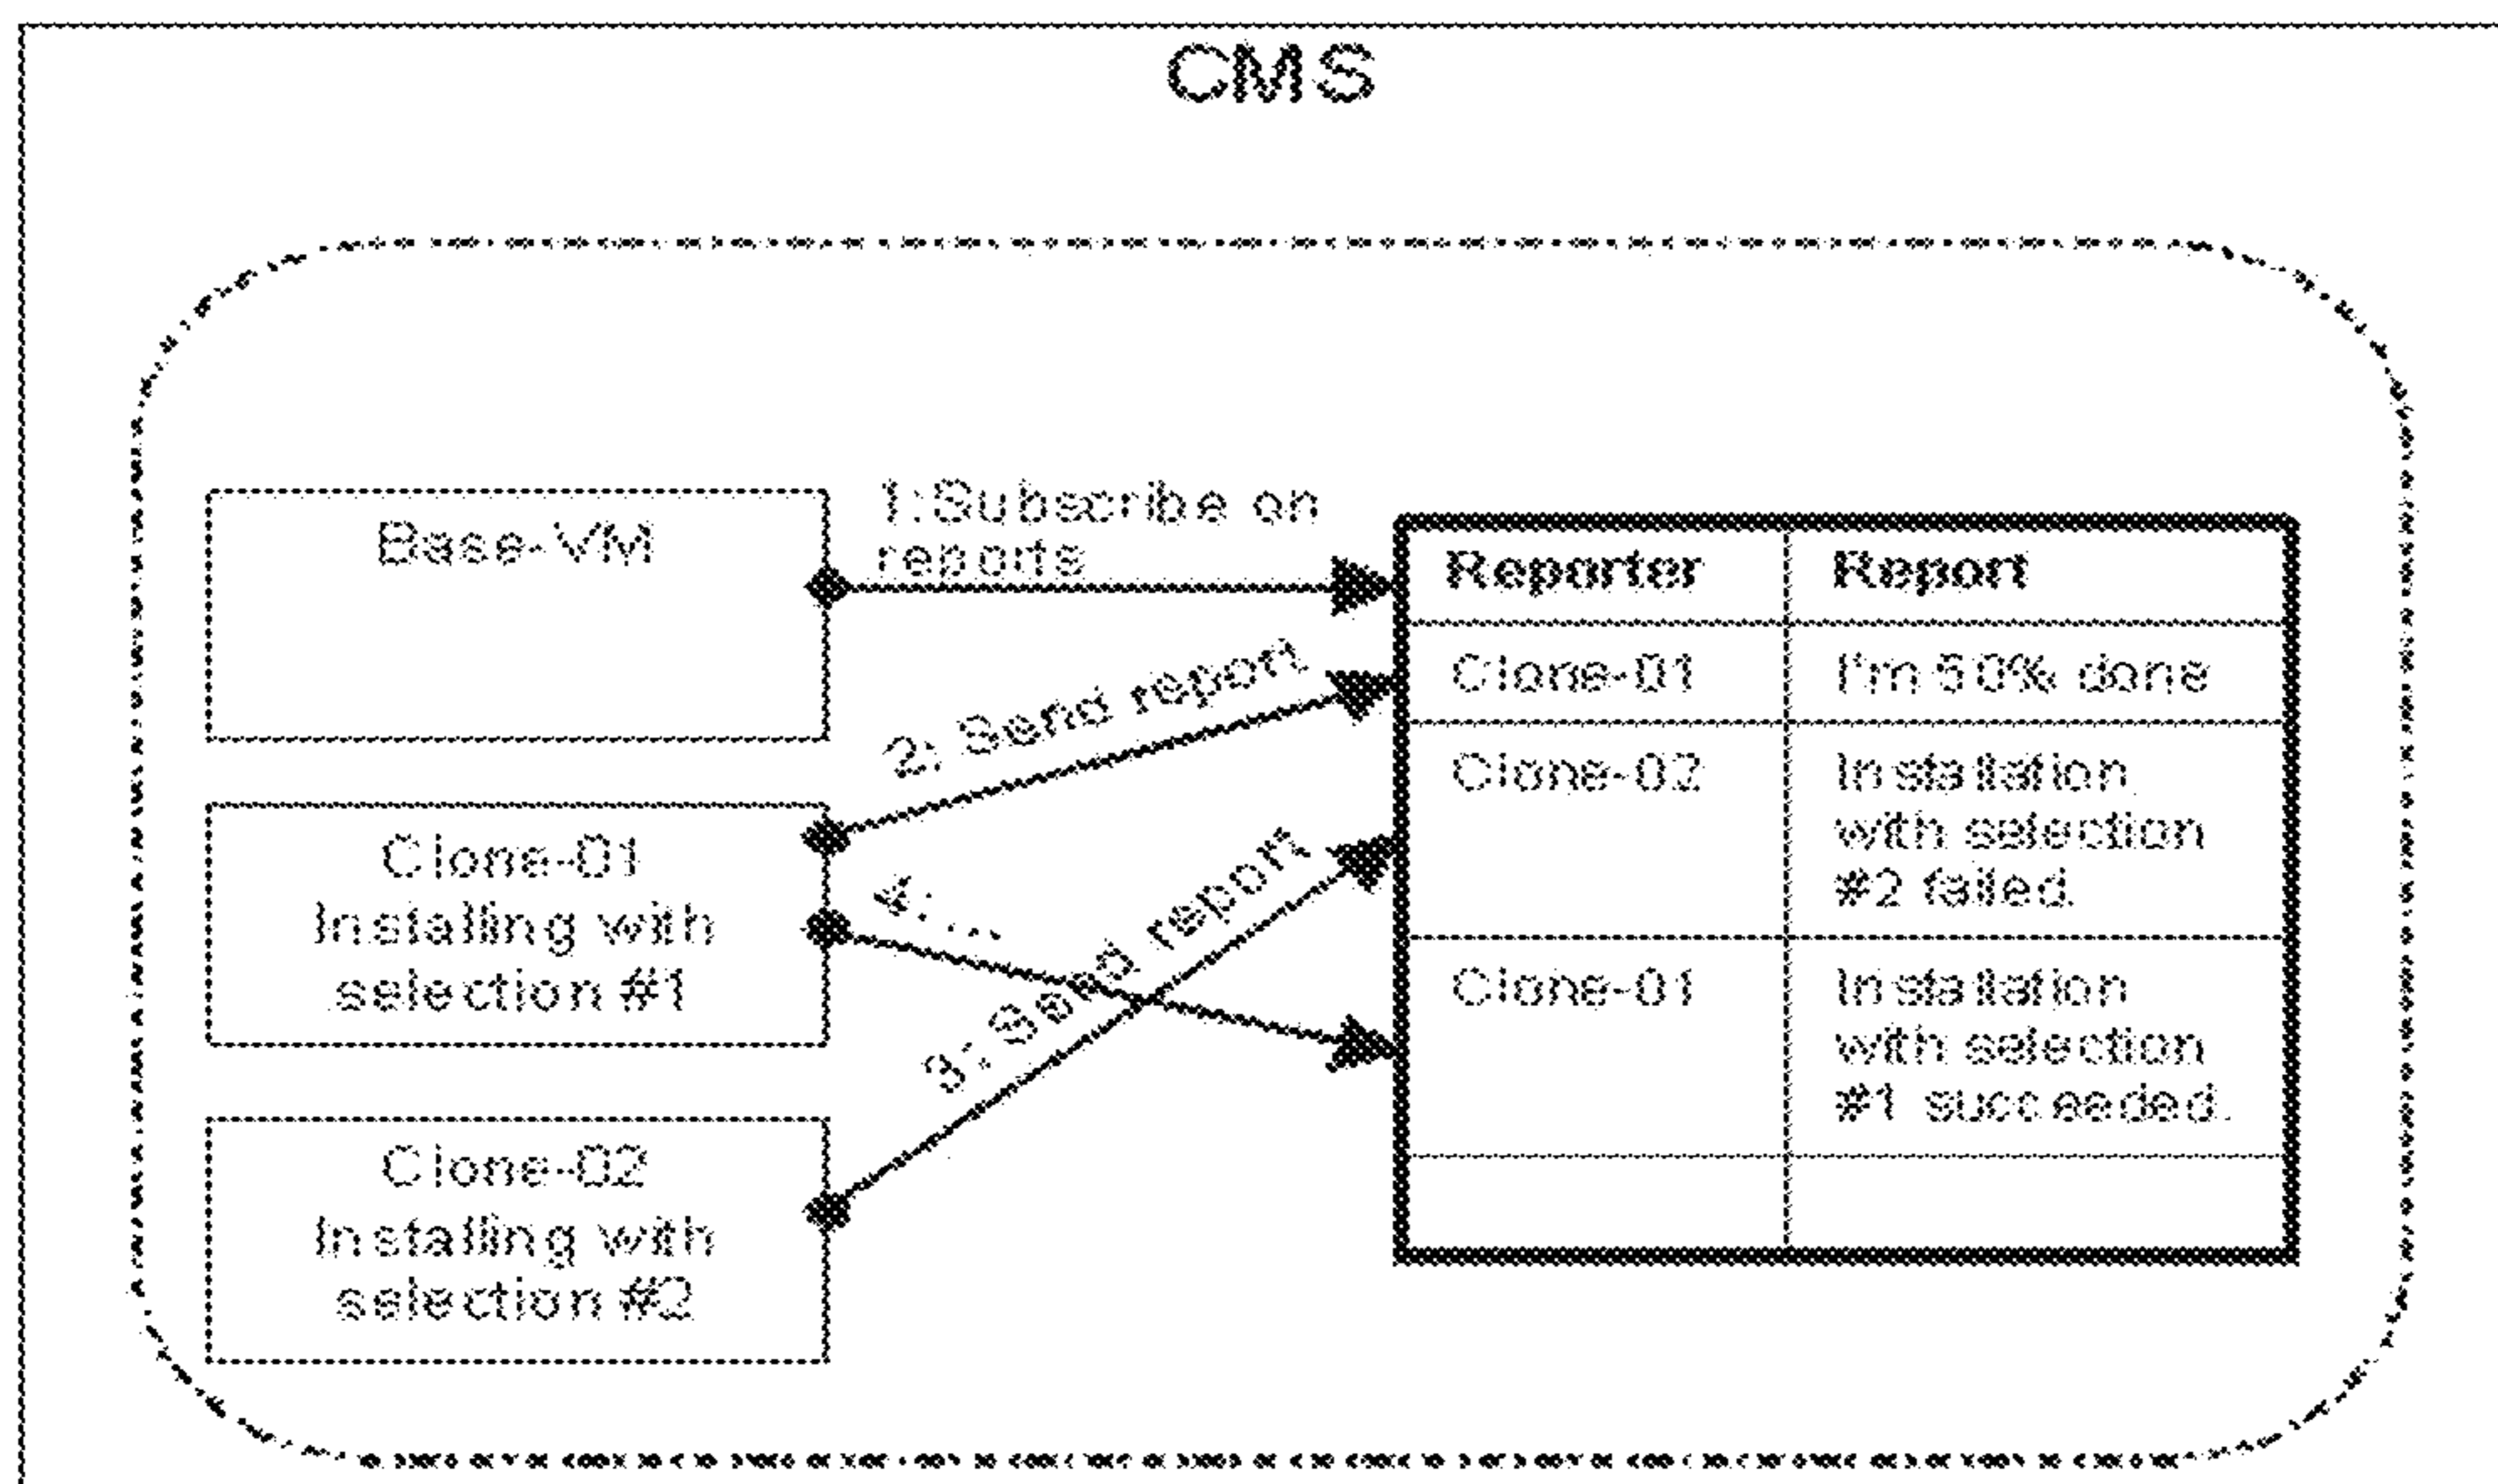 CMS
Base-VM
1:Subscribe on
reports
2: Send report
Clone-01
Installing with
selection #1
4: ...
3: Send report
Clone-02
Installing with
selection #2
Reporter Report
Clone-01 I'm 50% done
Clone-02 Installation
with selection
#2 failed.
Clone-01 Installation
with selection
#1 succeeded.